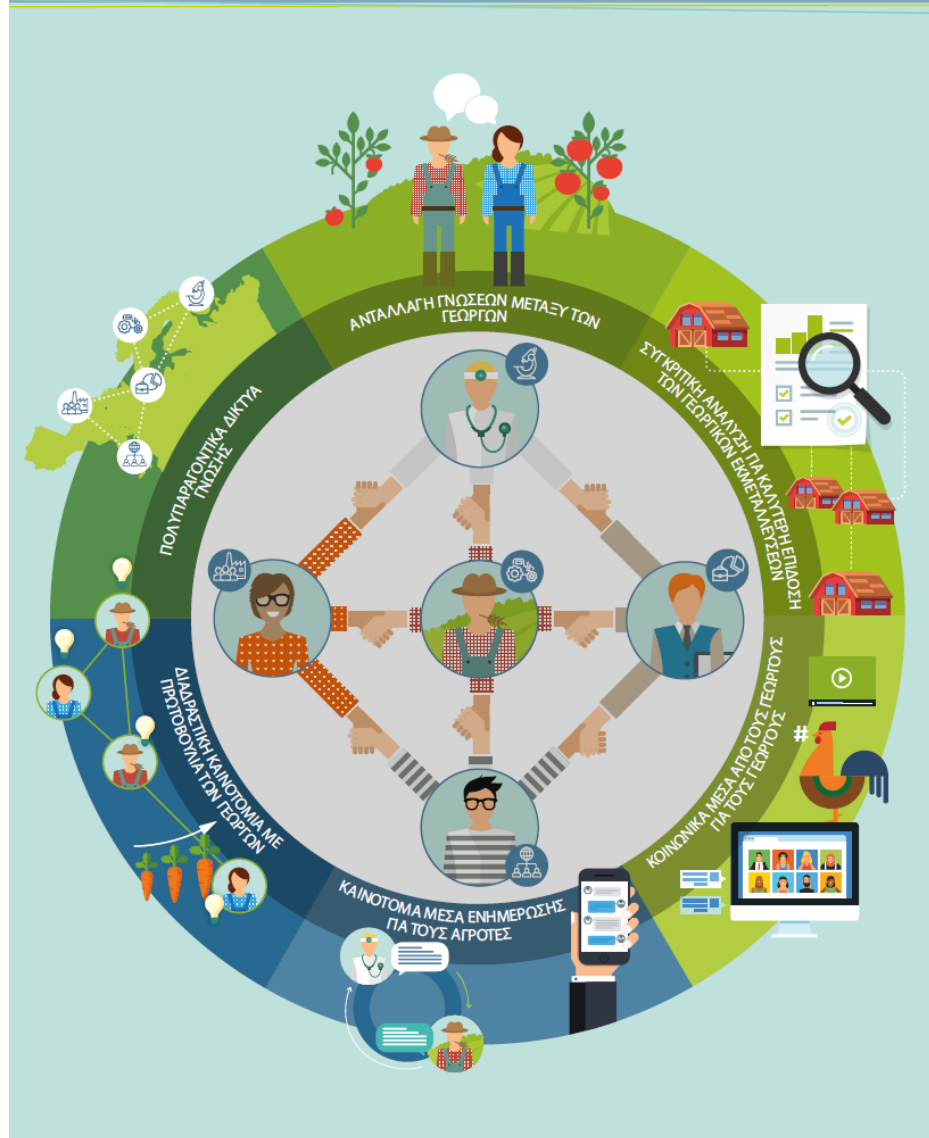 ΑΝΤΑΛΛΑΓΗ ΓΝΩΣΕΩΝ ΜΕΤΑΞΥ ΤΩΝ
ΓΕΩΡΓΩΝ
ΣΥΓΚΡΙΤΙΚΗ ΑΝΑΛΥΣΗ ΓΙΑ ΚΑΛΥΤΕΡΗ ΕΠΙΔΟΣΗ
ΤΩΝ ΓΕΩΡΓΙΚΩΝ ΕΚΜΕΤΑΛΛΕΥΣΕΩΝ
ΚΟΙΝΩΝΙΚΑ ΜΕΣΑ ΑΠΟ ΤΟΥΣ ΓΕΩΡΓΟΥΣ
ΓΙΑ ΤΟΥΣ ΓΕΩΡΓΟΥΣ
#
ΚΑΙΝΟΤΟΜΑ ΜΕΣΑ ΕΝΗΜΕΡΩΣΗΣ
ΓΙΑ ΤΟΥΣ ΑΓΡΟΤΕΣ
ΔΙΑΔΡΑΣΤΙΚΗ ΚΑΙΝΟΤΟΜΙΑ ΜΕ
ΠΡΩΤΟΒΟΥΛΙΑ ΤΩΝ ΓΕΩΡΓΩΝ
ΠΟΛΥΠΑΡΑΓΟΝΤΙΚΑ ΔΙΚΤΥΑ
ΓΝΩΣΗΣ